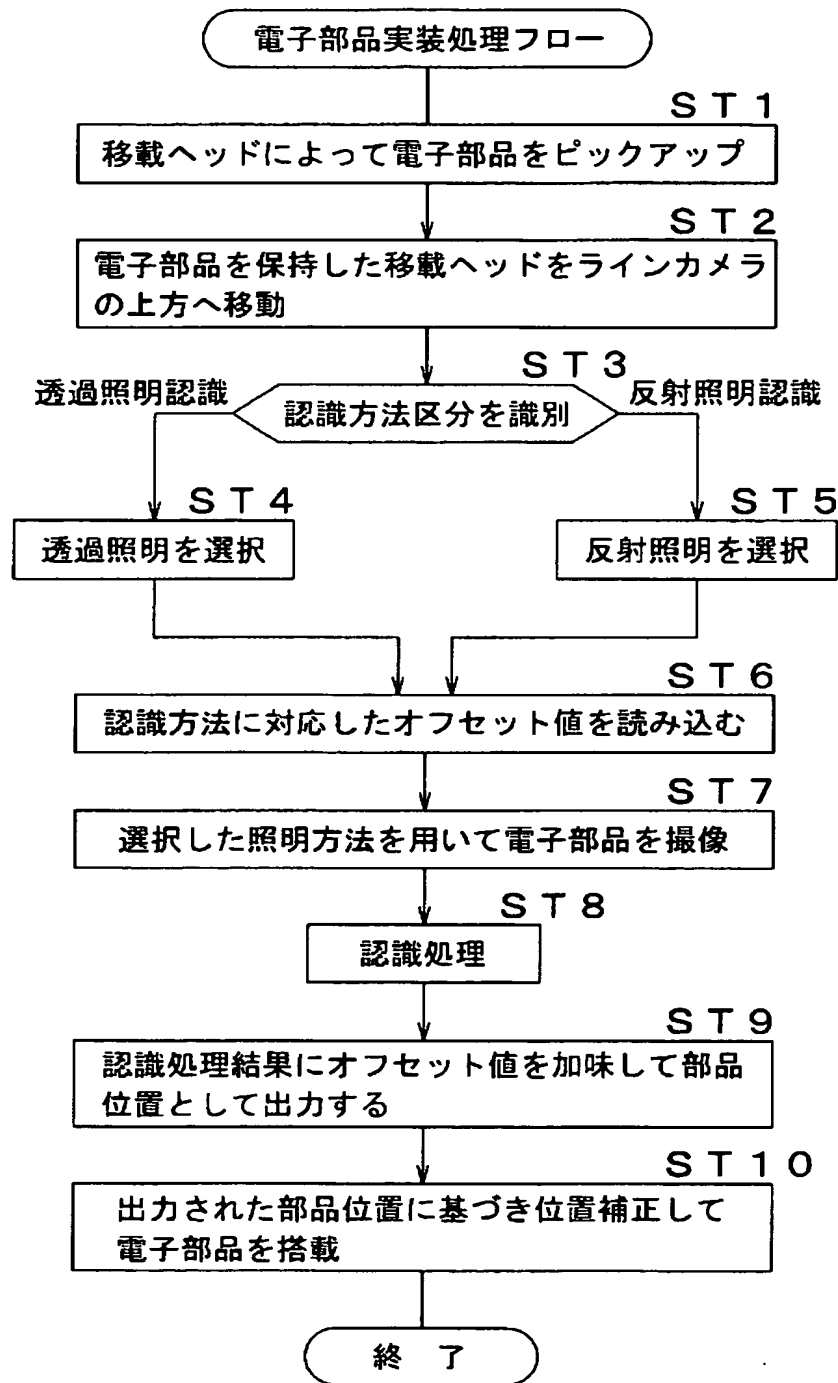 電子部品実装処理フロー
ST1
移載ヘッドによって電子部品をピックアップ
ST2
電子部品を保持した移載ヘッドをラインカメラ
の上方へ移動
ST3
透過照明認識
認識方法区分を識別
反射照明認識
ST4
透過照明を選択
ST5
反射照明を選択
ST6
認識方法に対応したオフセット値を読み込む
ST7
選択した照明方法を用いて電子部品を撮像
ST8
認識処理
ST9
認識処理結果にオフセット値を加味して部品
位置として出力する
ST10
出力された部品位置に基づき位置補正して
電子部品を搭載
終 了